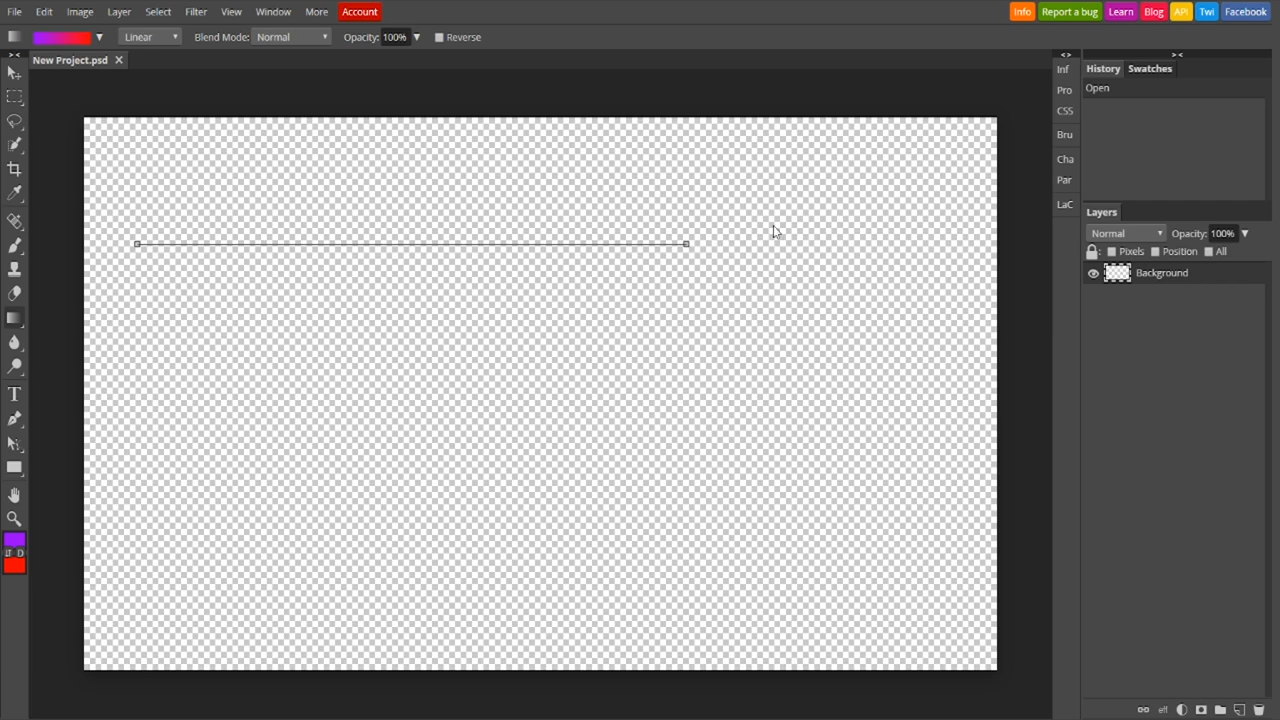 File Edit Image Layer Select Filter View Window More Account Info Report a bug Learn Blog API Twi Facebook
Linear Blend Mode: Normal Opacity: 100% Reverse
New Project.psd
Inf
Pro
CSS
Bru
Cha
Par
LaC
History Swatches
Open
Layers
Normal Opacity: 100%
: Pixels Position All
Background
T
D
eff